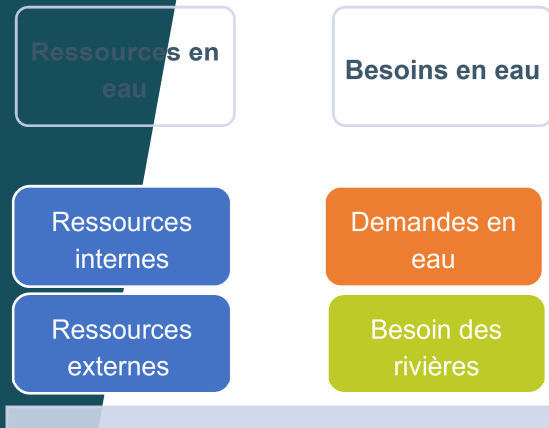 Ressources en
eau
Besoins en eau
Ressources
internes
Demandes en
eau
Ressources
externes
Besoin des
rivières